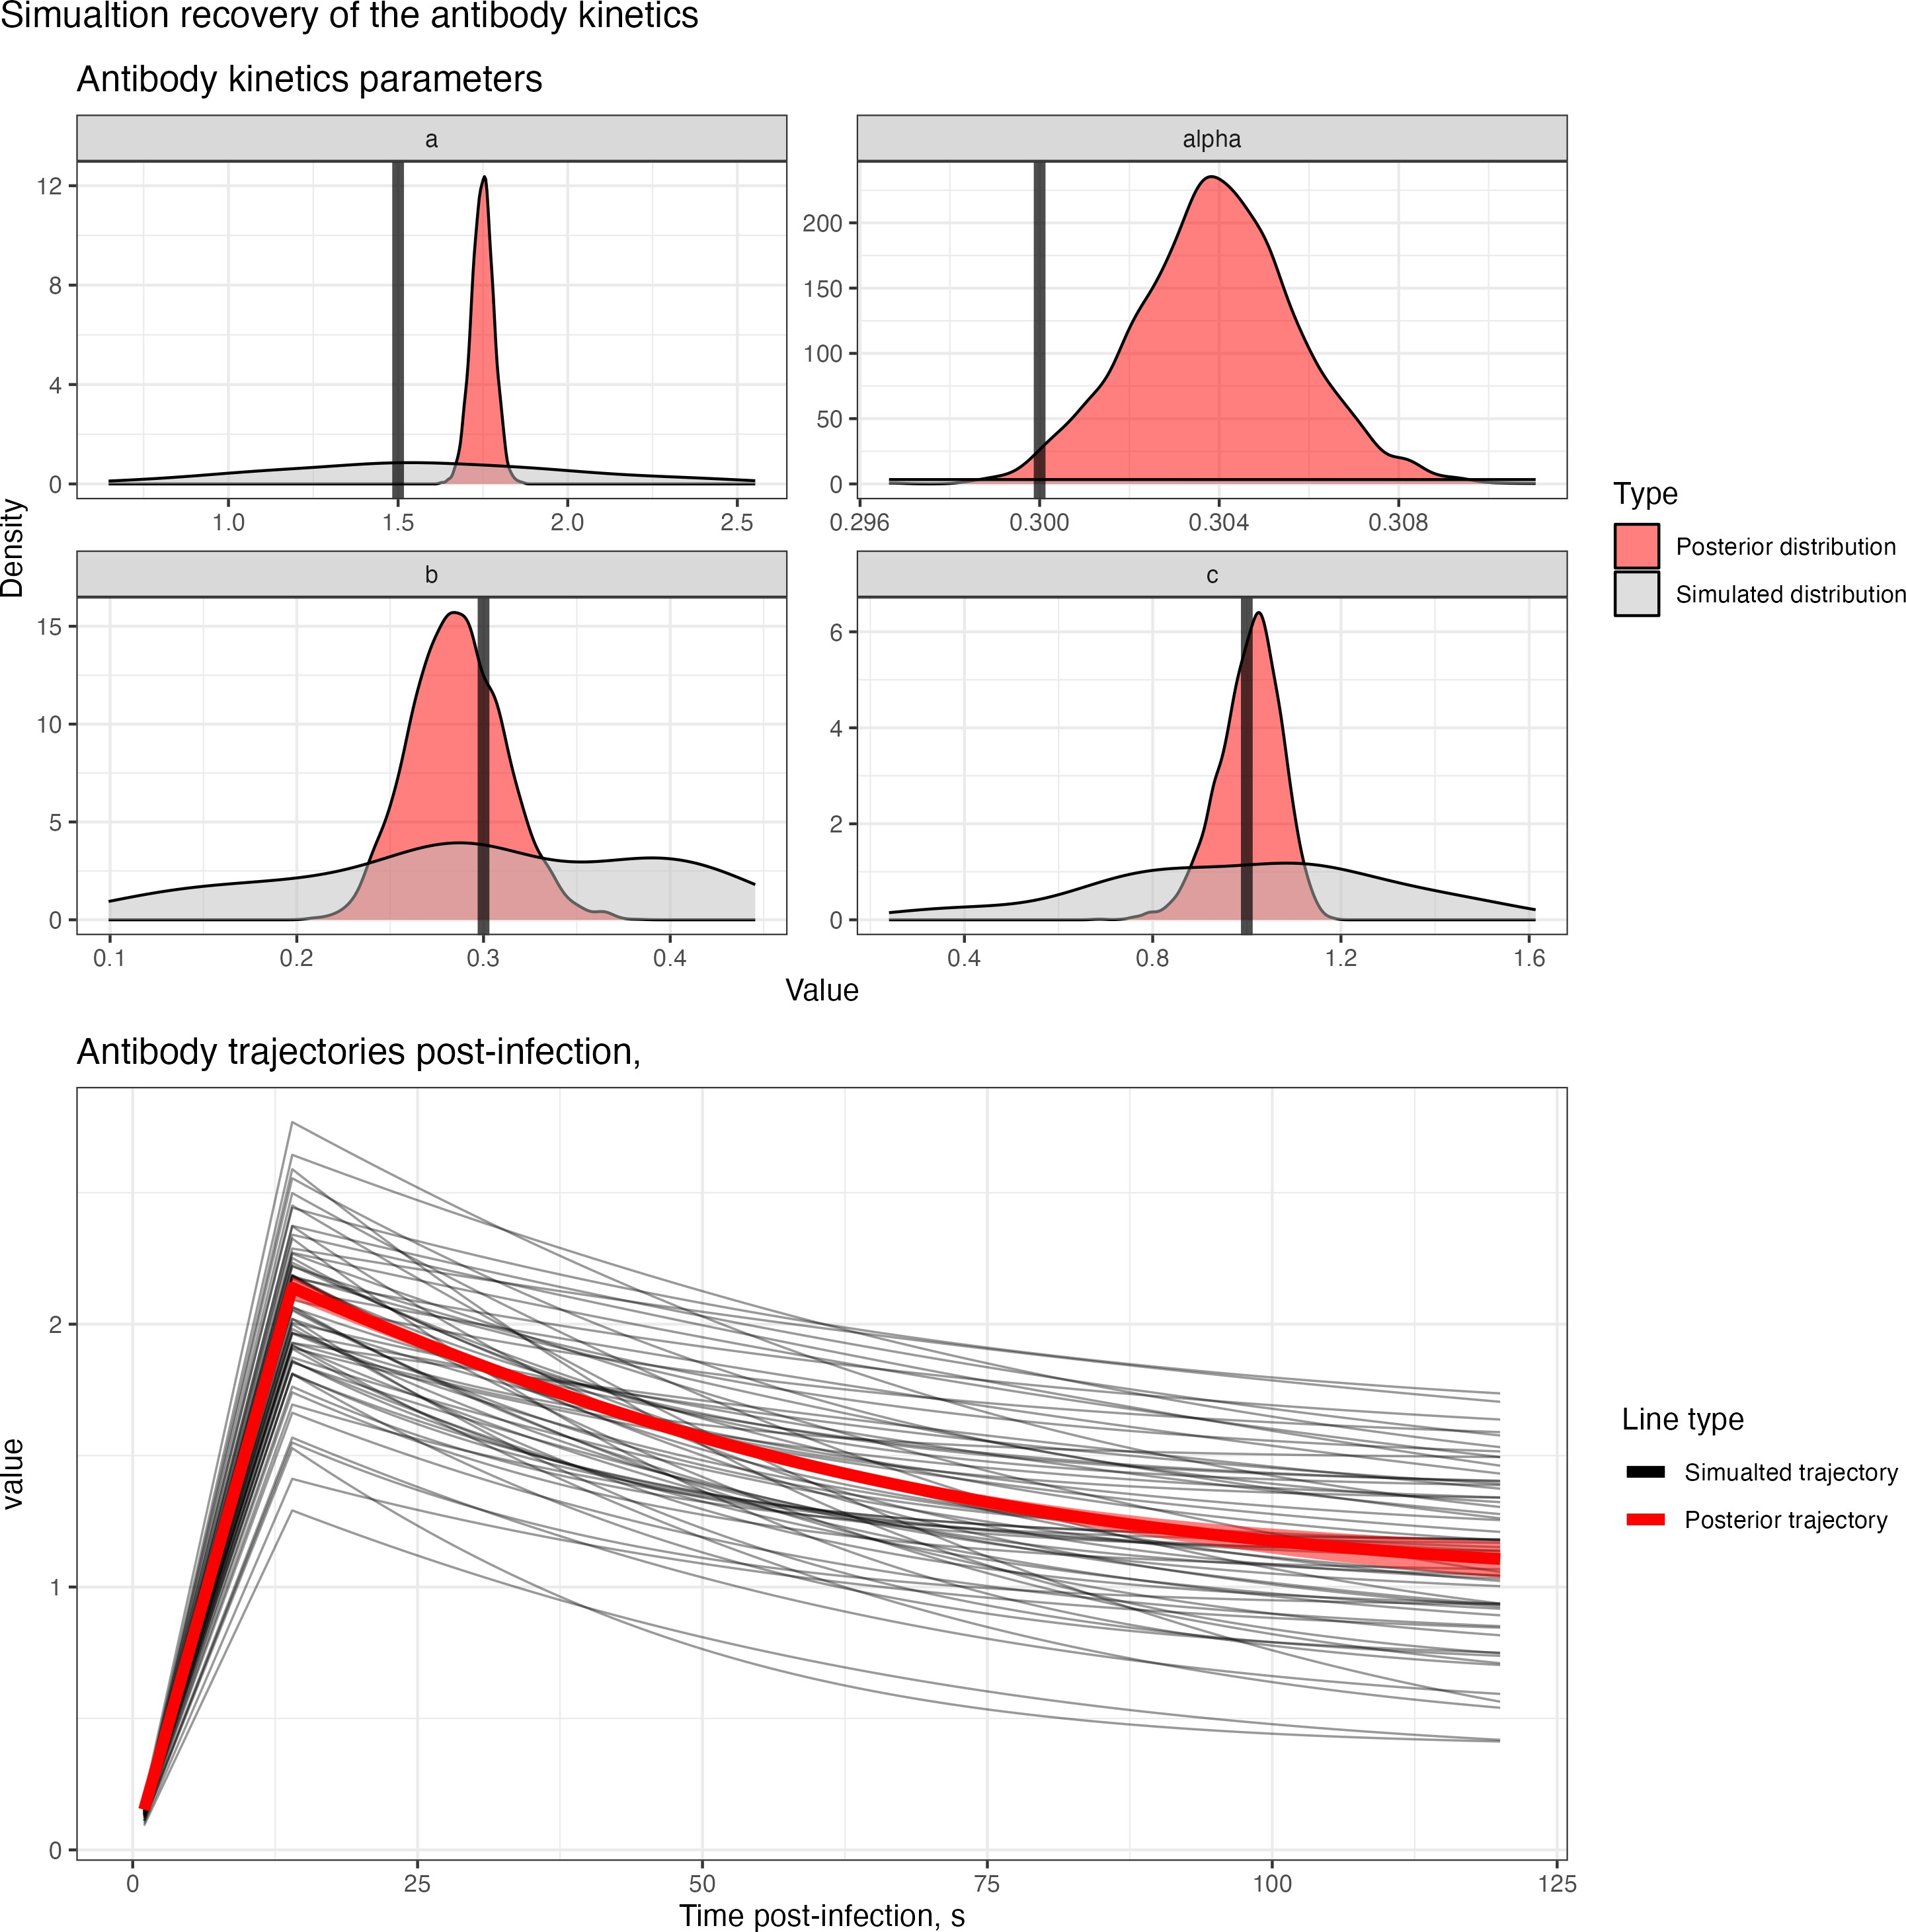 Simualtion recovery of the antibody kinetics
Antibody kinetics parameters
a
alpha
12
8
4
0
1.0 1.5 2.0 2.5
200
150
100
50
0
0.296 0.300 0.304 0.308
b
c
15
10
5
0
0.1 0.2 0.3 0.4
6
4
2
0
0.4 0.8 1.2 1.6
Density
Value
Type
Posterior distribution
Simulated distribution
Antibody trajectories post-infection,
value
2
1
0
0 25 50 75 100 125
Time post-infection, s
Line type
Simualted trajectory
Posterior trajectory